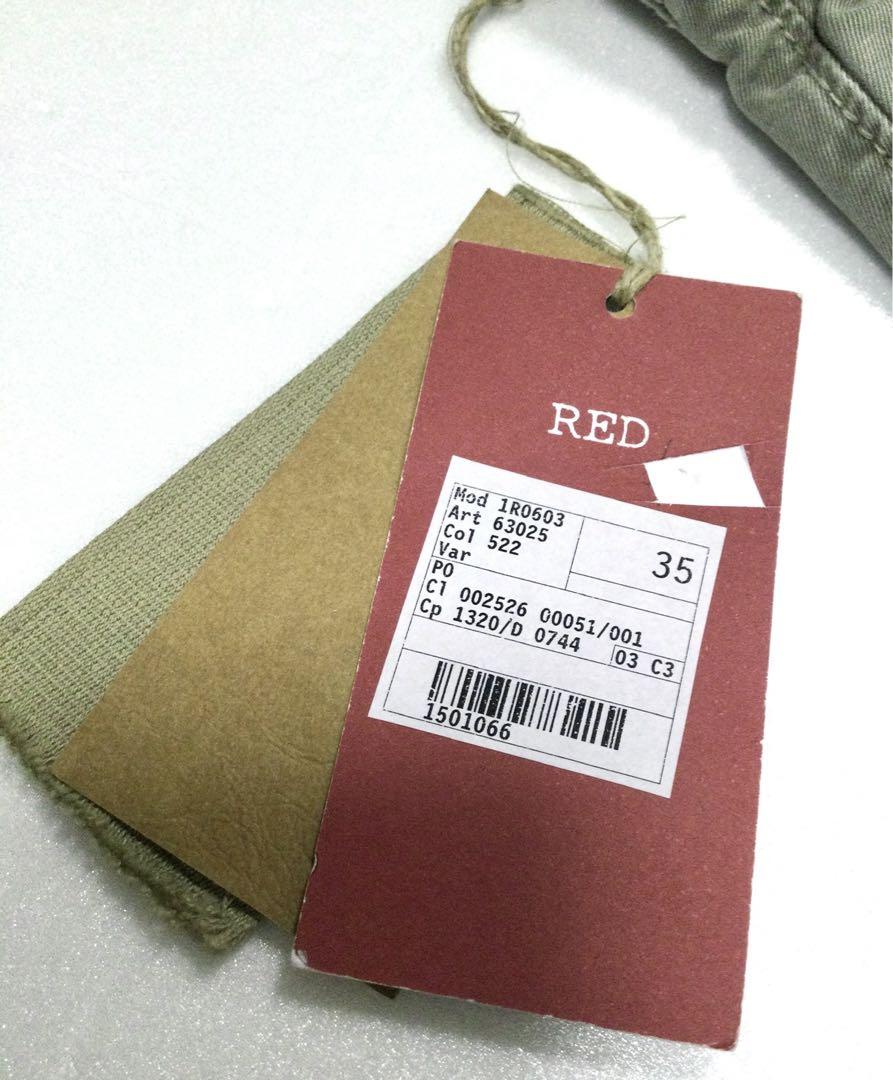 RED
Mod 1R0603
Art 63025
Col 522
Var
35
PO
Cl 002526 00051/001
Cp 1320/D 0744
03 C3
1501066